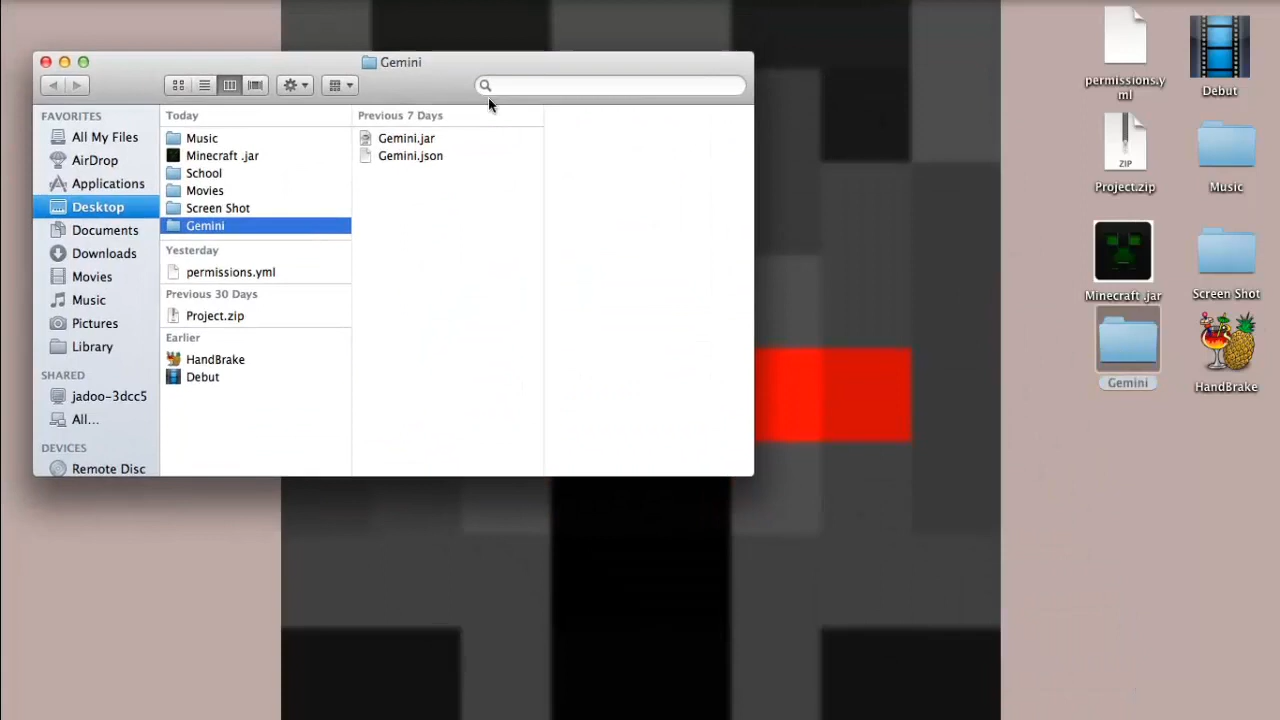 Gemini
FAVORITES
All My Files
AirDrop
Applications
Desktop
Documents
Downloads
Movies
Music
Pictures
Library
SHARED
jadoo-3dcc5
All...
DEVICES
Remote Disc
Today
Music
Minecraft .jar
School
Movies
Screen Shot
Gemini
Yesterday
permissions.yml
Previous 30 Days
Project.zip
Earlier
HandBrake
Debut
Previous 7 Days
Gemini.jar
Gemini.json
permissions.y
ml
Debut
ZIP
Project.zip
Music
Minecraft .jar
Screen Shot
Gemini
HandBrake